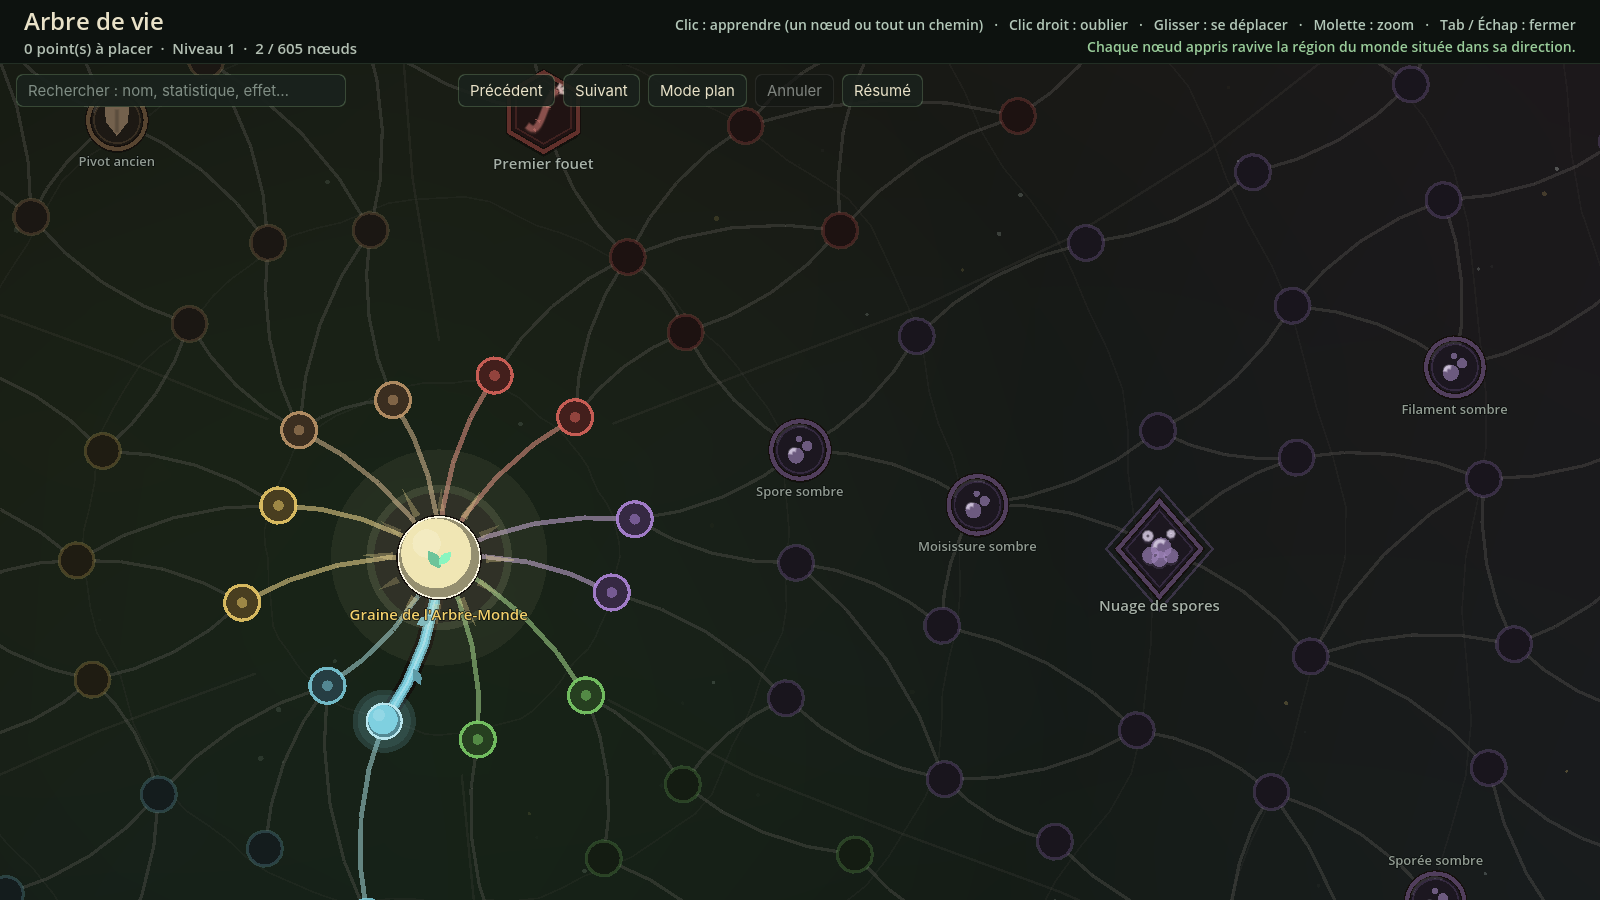 Arbre de vie
0 point(s) à placer · Niveau 1 · 2 / 605 nœuds
Clic : apprendre (un nœud ou tout un chemin) · Clic droit : oublier · Glisser : se déplacer · Molette : zoom · Tab / Échap : fermer
Chaque nœud appris ravive la région du monde située dans sa direction.
Rechercher : nom, statistique, effet...
Précédent
Suivant
Mode plan
Annuler
Résumé
Pivot ancien
Premier fouet
Filament sombre
Spore sombre
Moisissure sombre
Nuage de spores
Graine de l'Arbre-Monde
Sporée sombre